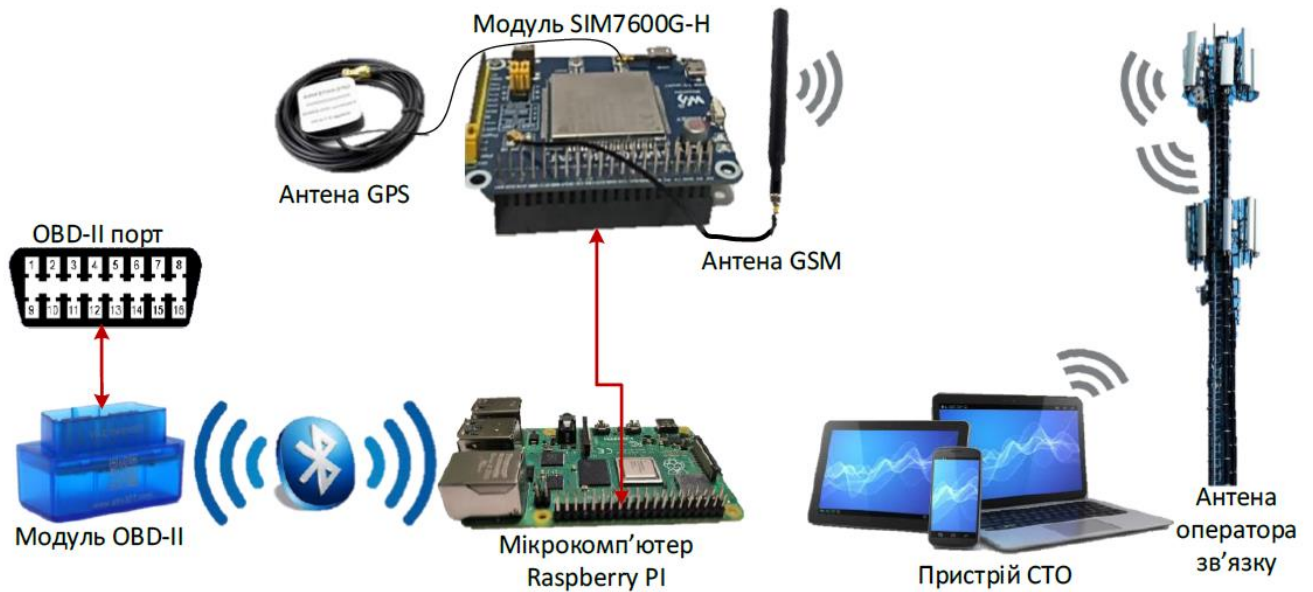 Модуль SIM7600G-H
Антена GPS
Антена GSM
OBD-II порт
1 2 3 4 5 6 7 8
9 10 11 12 13 14 15 16
Модуль OBD-II
Мікрокомп’ютер
Raspberry PI
Пристрій СТО
Антена
оператора
зв’язку